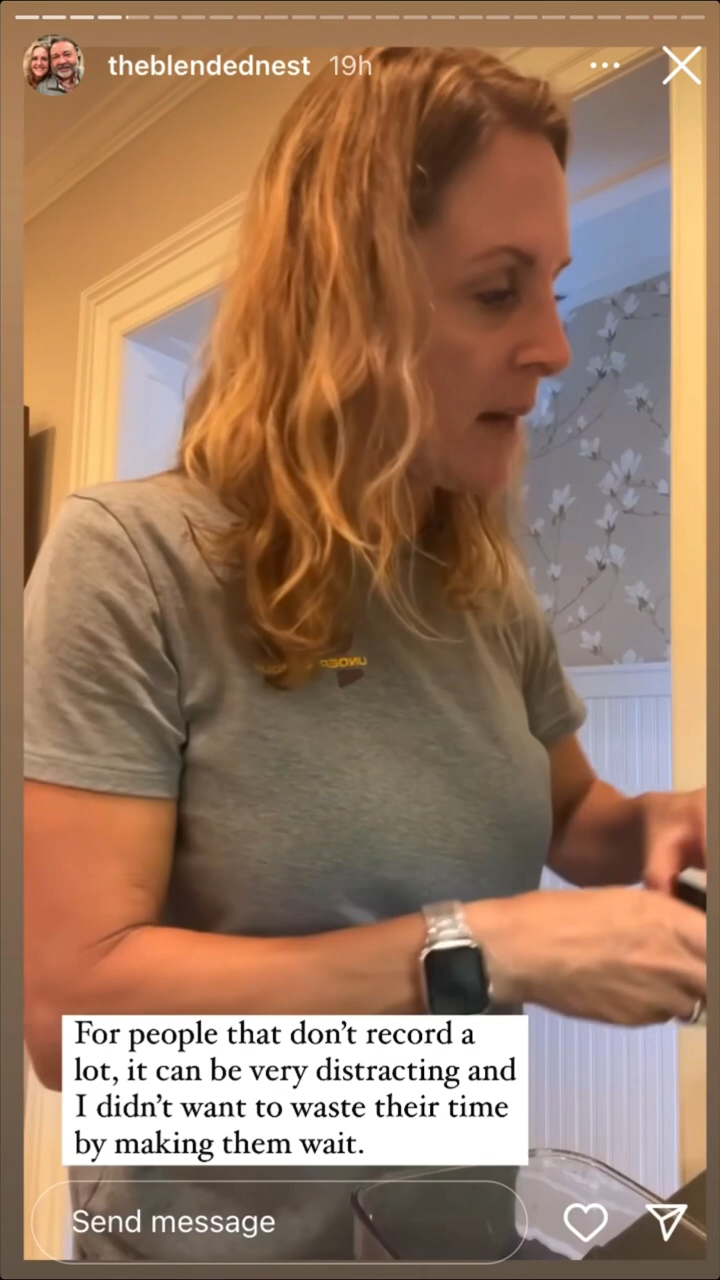 theblendednest 19h
For people that don’t record a
lot, it can be very distracting and
I didn’t want to waste their time
by making them wait.
Send message